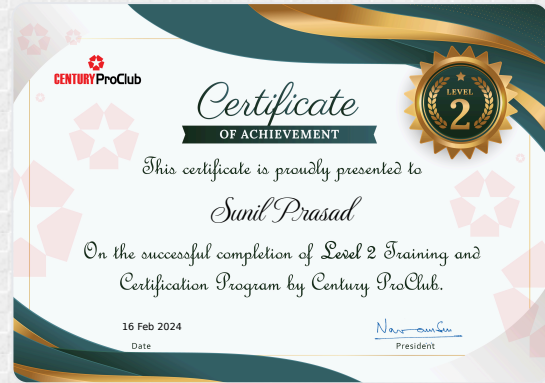 CENTURY ProClub
Certificate
OF ACHIEVEMENT
LEVEL
2
This certificate is proudly presented to
Sunil Prasad
On the successful completion of Level 2 Training and
Certification Program by Century ProClub.
16 Feb 2024
Date
President